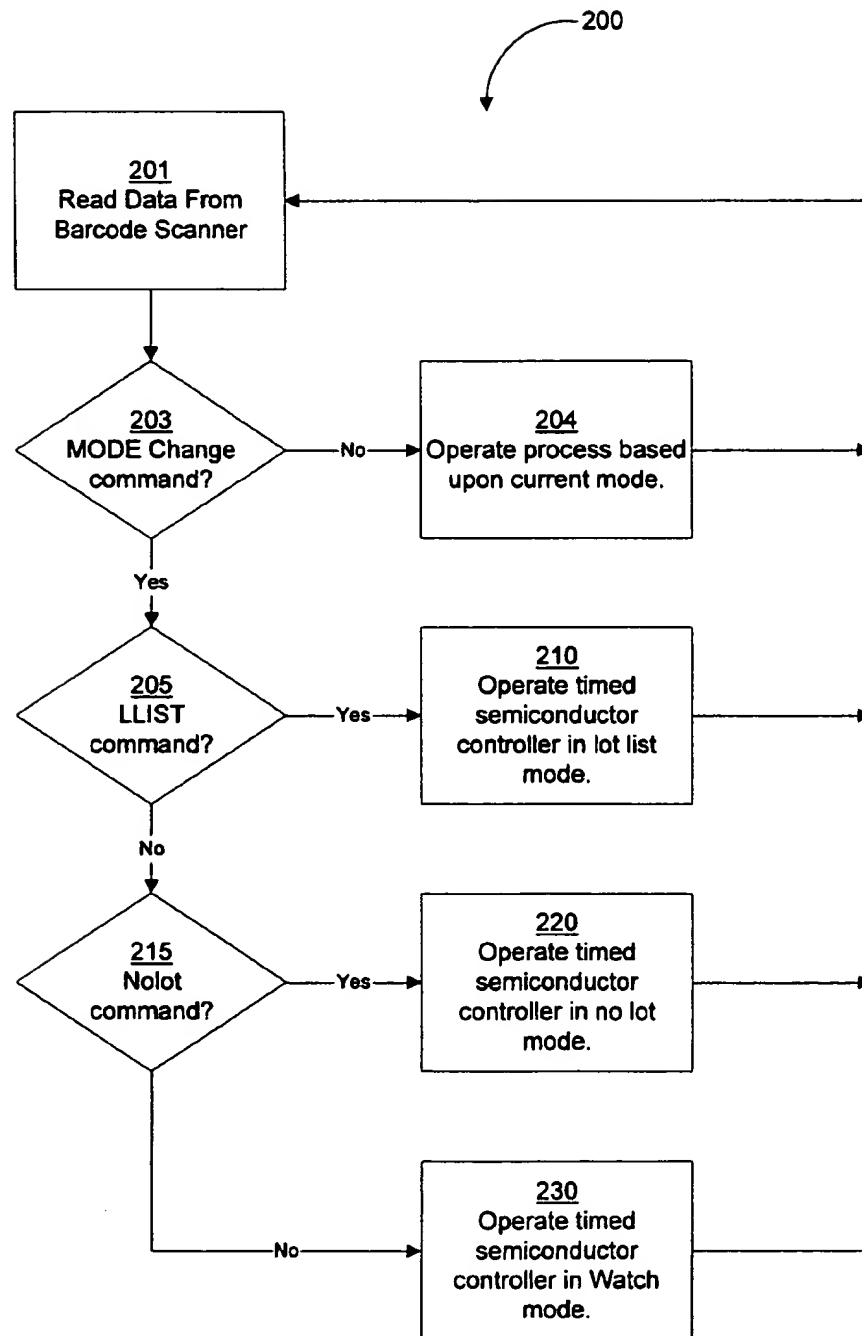 200
201
Read Data From
Barcode Scanner
203
MODE Change
command?
No
204
Operate process based
upon current mode.
Yes
205
LLIST
command?
Yes
210
Operate timed
semiconductor
controller in lot list
mode.
No
215
Nolot
command?
Yes
220
Operate timed
semiconductor
controller in no lot
mode.
No
230
Operate timed
semiconductor
controller in Watch
mode.